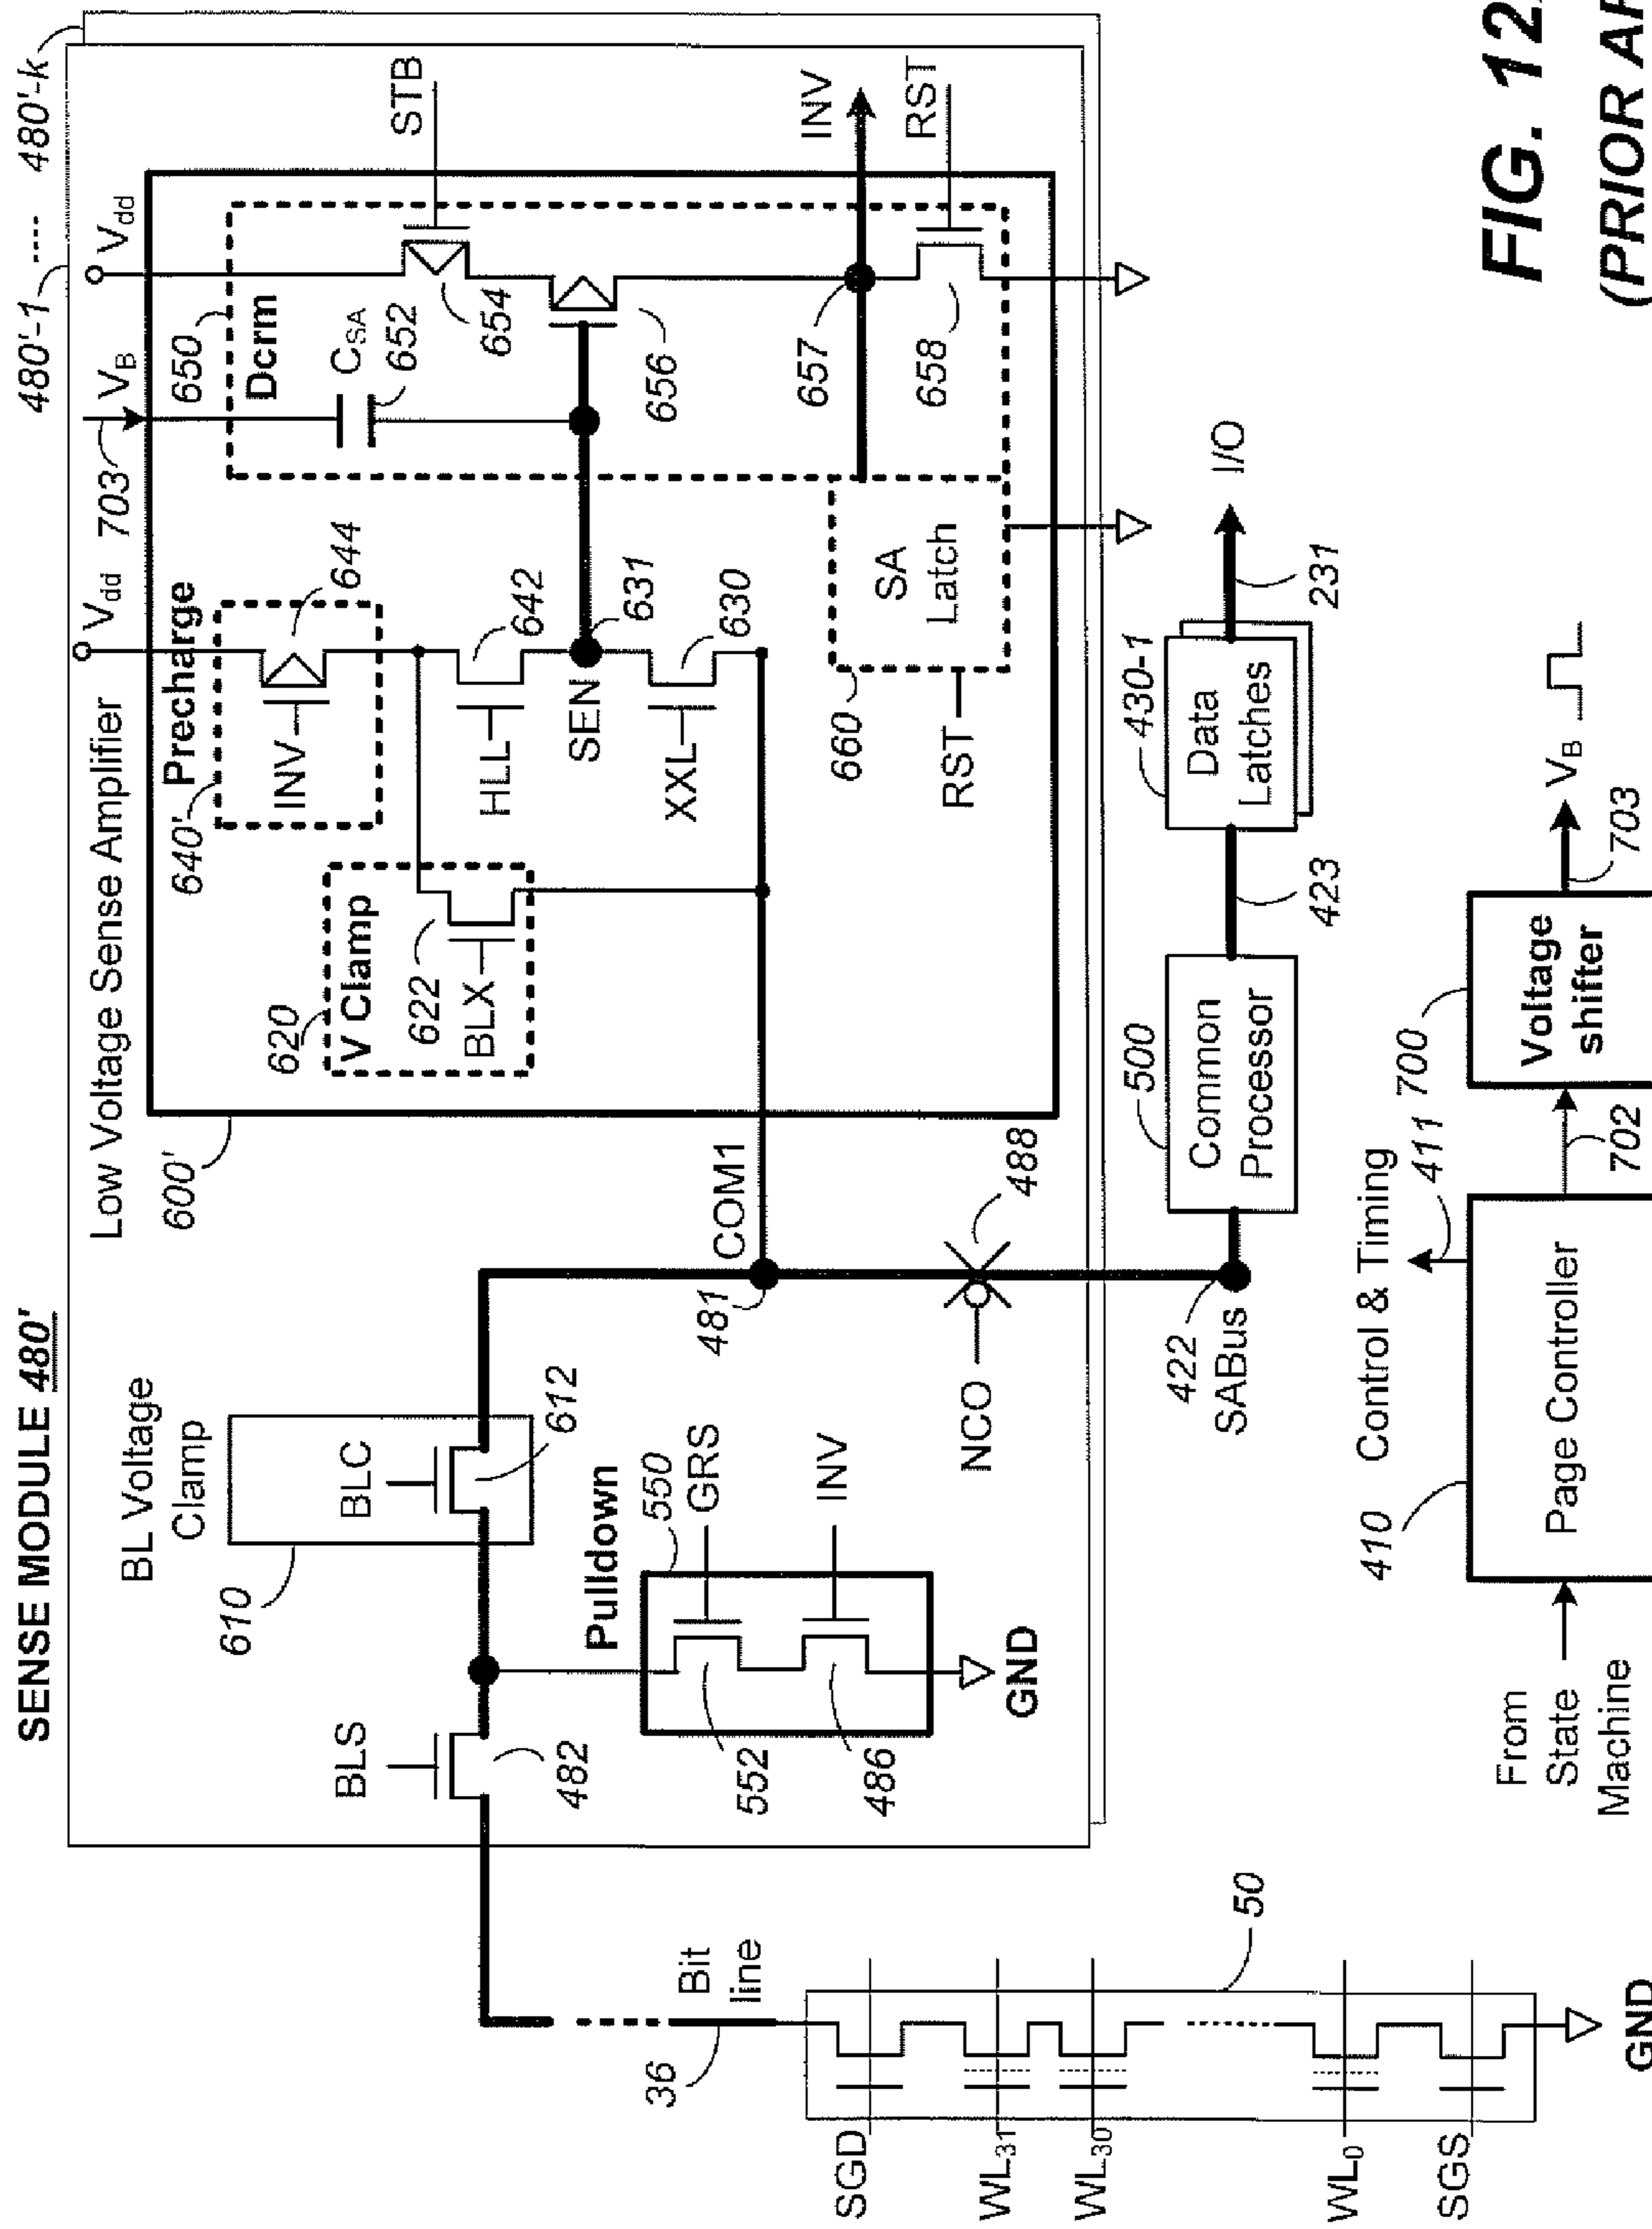 SENSE MODULE 480'
480'-1 ---- 480'-k
Low Voltage Sense Amplifier
600'
Vdd
703
VB
Vdd
640'
Precharge
INV
644
650
Dcrm
CSA
652
STB
654
656
620
V Clamp
622
BLX
HLL
642
SEN
631
XXL
630
657
INV
658
RST
660
SA
Latch
RST
BL Voltage
Clamp
610
BLC
612
BLS
482
Pulldown
550
GRS
552
INV
486
GND
COM1
481
NCO
488
422
SABus
500
Common
Processor
423
430-1
Data
Latches
231
I/O
Bit
line
36
50
SGD
WL31
WL30
WL0
SGS
GND
From
State
Machine
410
Page Controller
Control & Timing
411
702
700
Voltage
shifter
703
VB
FIG. 12
(PRIOR